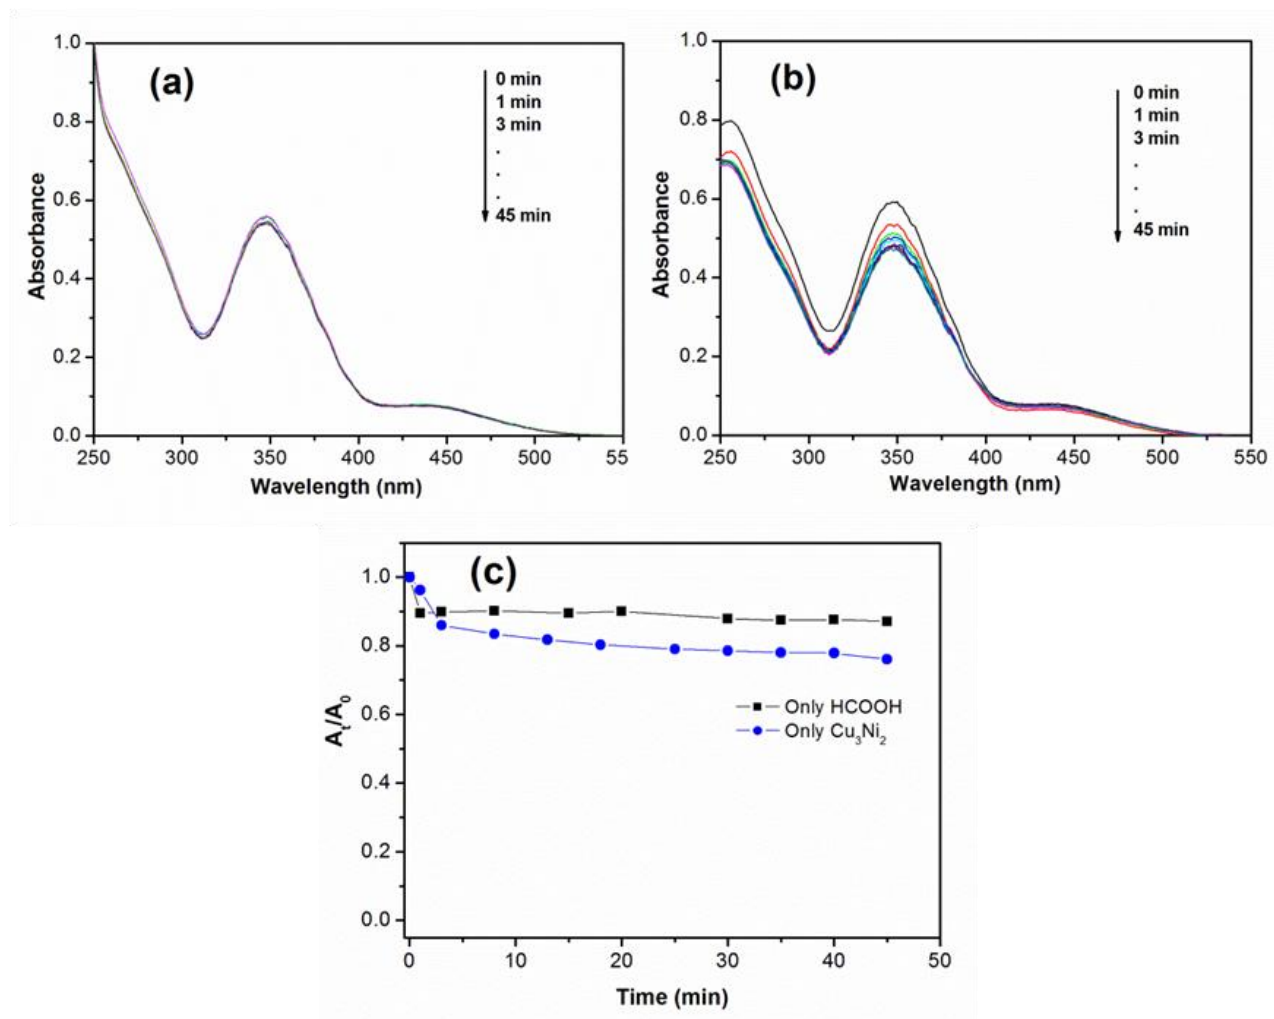 (a)
0 min
1 min
3 min
.
.
.
45 min
1.0
0.8
0.6
0.4
0.2
0.0
Absorbance
250 300 350 400 450 500 55
Wavelength (nm)
(b)
0 min
1 min
3 min
.
.
.
45 min
1.0
0.8
0.6
0.4
0.2
0.0
Absorbance
250 300 350 400 450 500 550
Wavelength (nm)
(c)
1.0
0.8
0.6
0.4
0.2
0.0
At/A0
Only HCOOH
Only Cu3Ni2
0 10 20 30 40 50
Time (min)